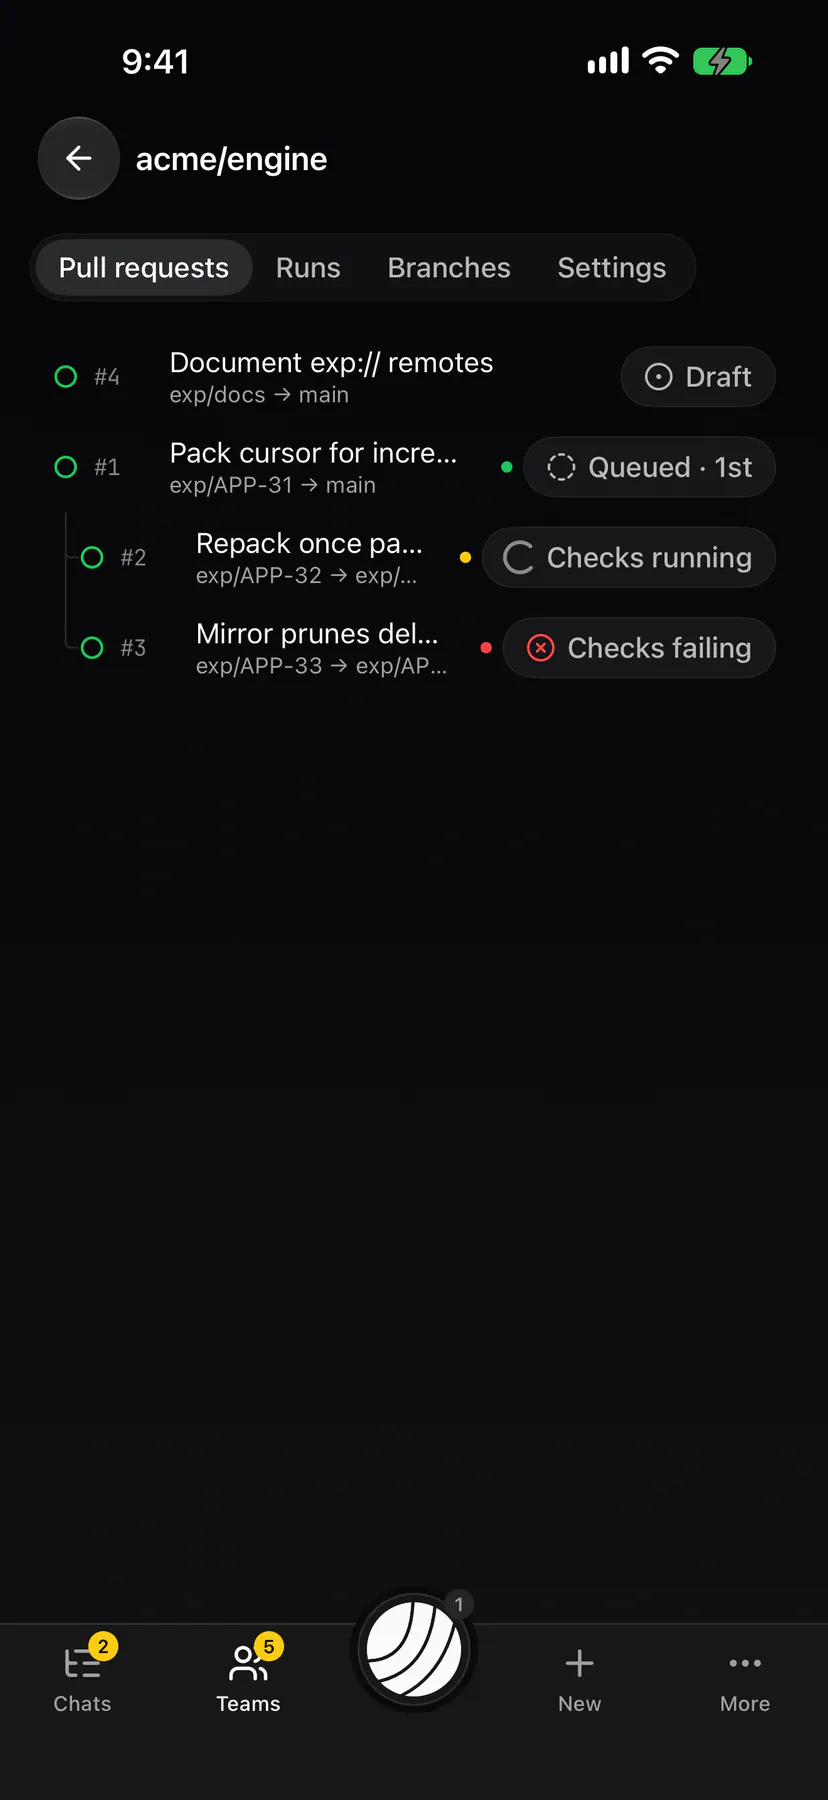 9:41
acme/engine
Pull requests
Runs
Branches
Settings
#4
Document exp:// remotes
exp/docs → main
Draft
#1
Pack cursor for incre...
exp/APP-31 → main
Queued · 1st
#2
Repack once pa...
exp/APP-32 → exp/...
Checks running
#3
Mirror prunes del...
exp/APP-33 → exp/AP...
Checks failing
2
Chats
5
Teams
1
New
More